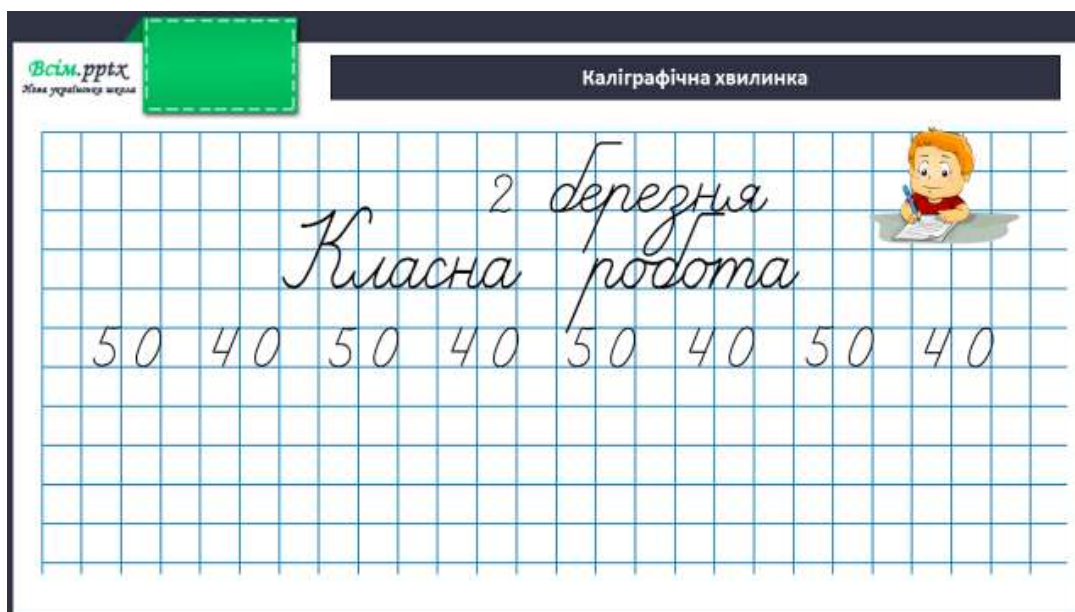 Всім.pptx
Нова українська школа
Каліграфічна хвилинка
2 березня
Класна робота
50 40 50 40 50 40 50 40